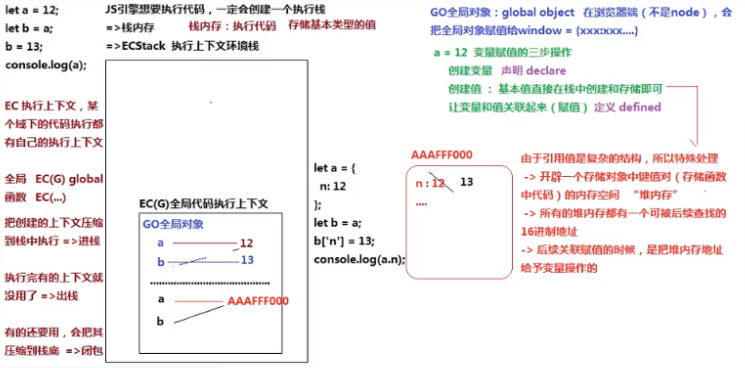 let a = 12;
let b = a;
b = 13;
console.log(a);
JS引擎想要执行代码，一定会创建一个执行栈
=>栈内存   栈内存：执行代码   存储基本类型的值
=>ECStack  执行上下文环境栈
GO全局对象：global object   在浏览器端（不是node），会
把全局对象赋值给window = {xxx:xxx....}
a = 12  变量赋值的三步操作
创建变量   声明 declare
创建值 ：  基本值直接在栈中创建和存储即可
让变量和值关联起来（赋值） 定义 defined
EC 执行上下文，某
个域下的代码执行都
有自己的执行上下文
全局   EC(G) global
函数   EC(...)
把创建的上下文压缩
到栈中执行 =>进栈
执行完有的上下文就
没用了 =>出栈
有的还要用，会把其
压缩到栈底  =>闭包
EC(G)全局代码执行上下文
GO全局对象
a 12
b 13
a AAAFFF000
b
let a = {
n: 12
};
let b = a;
b['n'] = 13;
console.log(a.n);
AAAFFF000
n : 12 13
....
由于引用值是复杂的结构，所以特殊处理
-> 开辟一个存储对象中键值对（存储函数
中代码）的内存空间   “堆内存”
-> 所有的堆内存都有一个可被后续查找的
16进制地址
-> 后续关联赋值的时候，是把堆内存地址
给予变量操作的